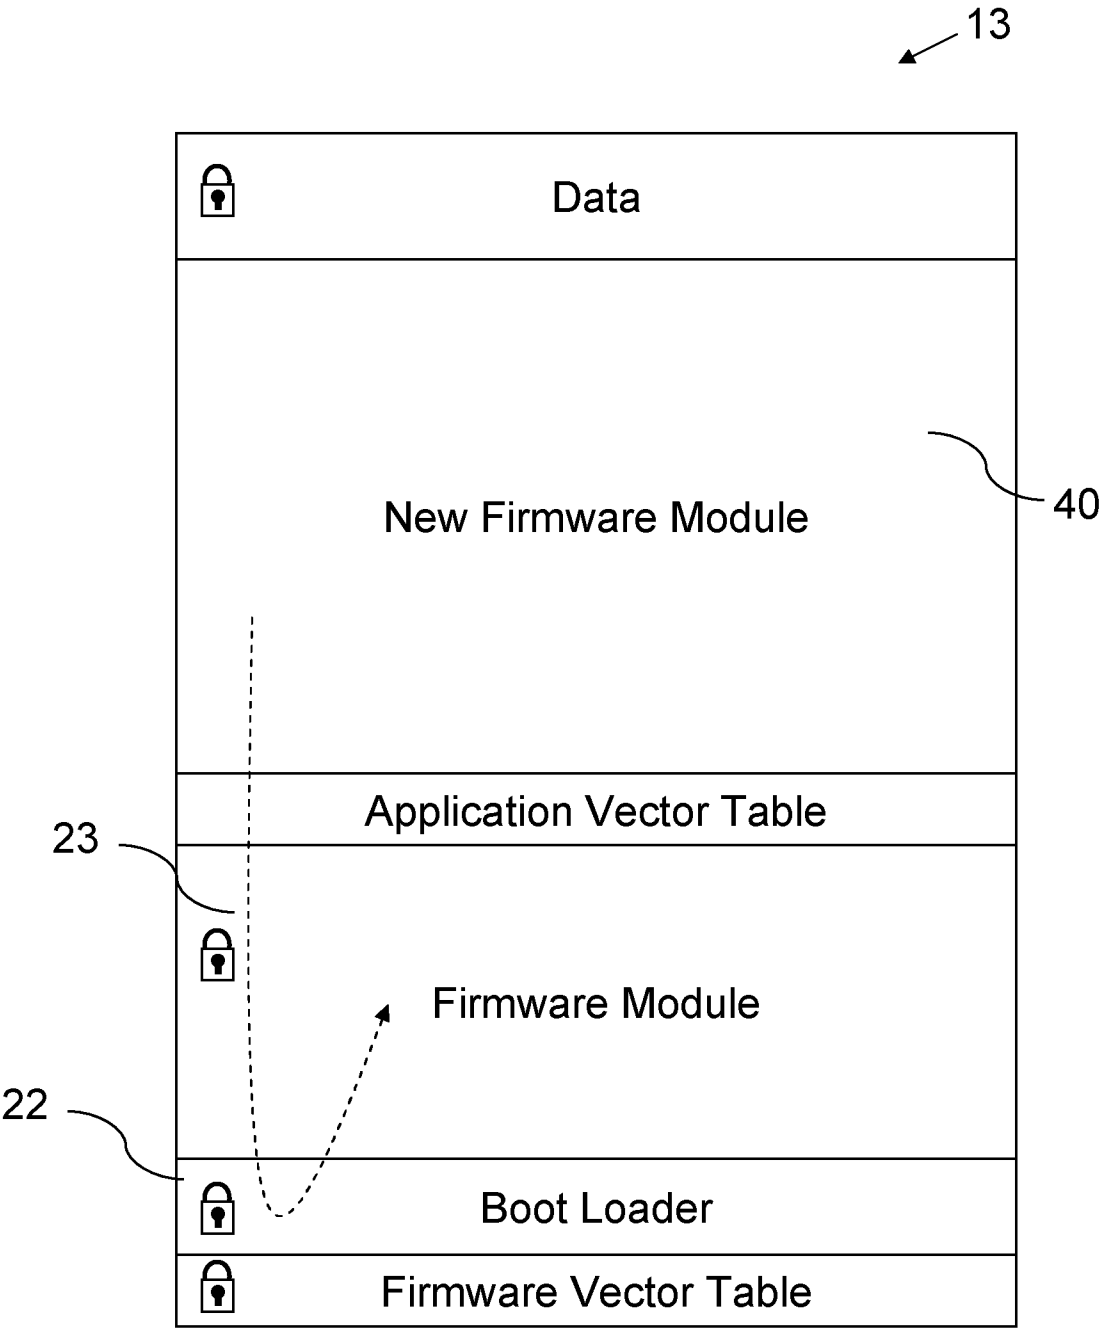 13
Data
New Firmware Module
40
Application Vector Table
23
Firmware Module
22
Boot Loader
Firmware Vector Table